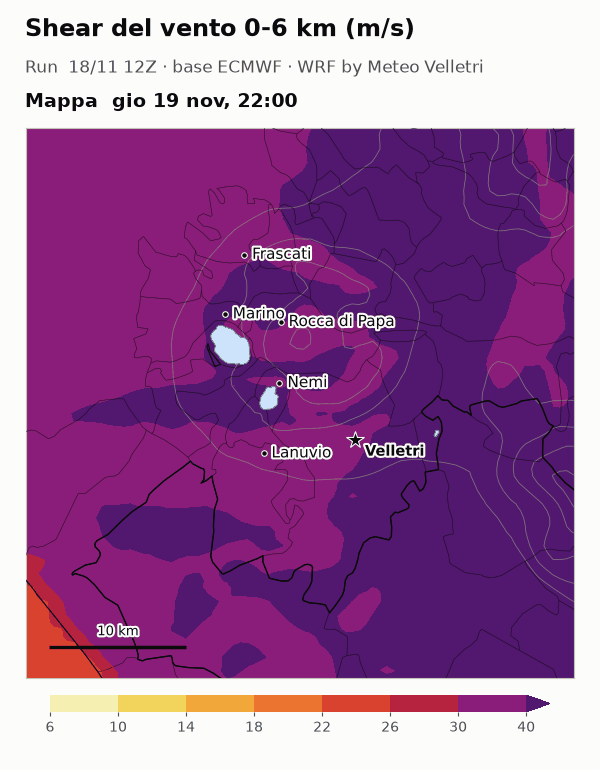 Shear del vento 0-6 km (m/s)
Run  18/11 12Z · base ECMWF · WRF by Meteo Velletri
Mappa  gio 19 nov, 22:00
Frascati
Marino
Rocca di Papa
Nemi
Velletri
Lanuvio
10 km
6 10 14 18 22 26 30 40